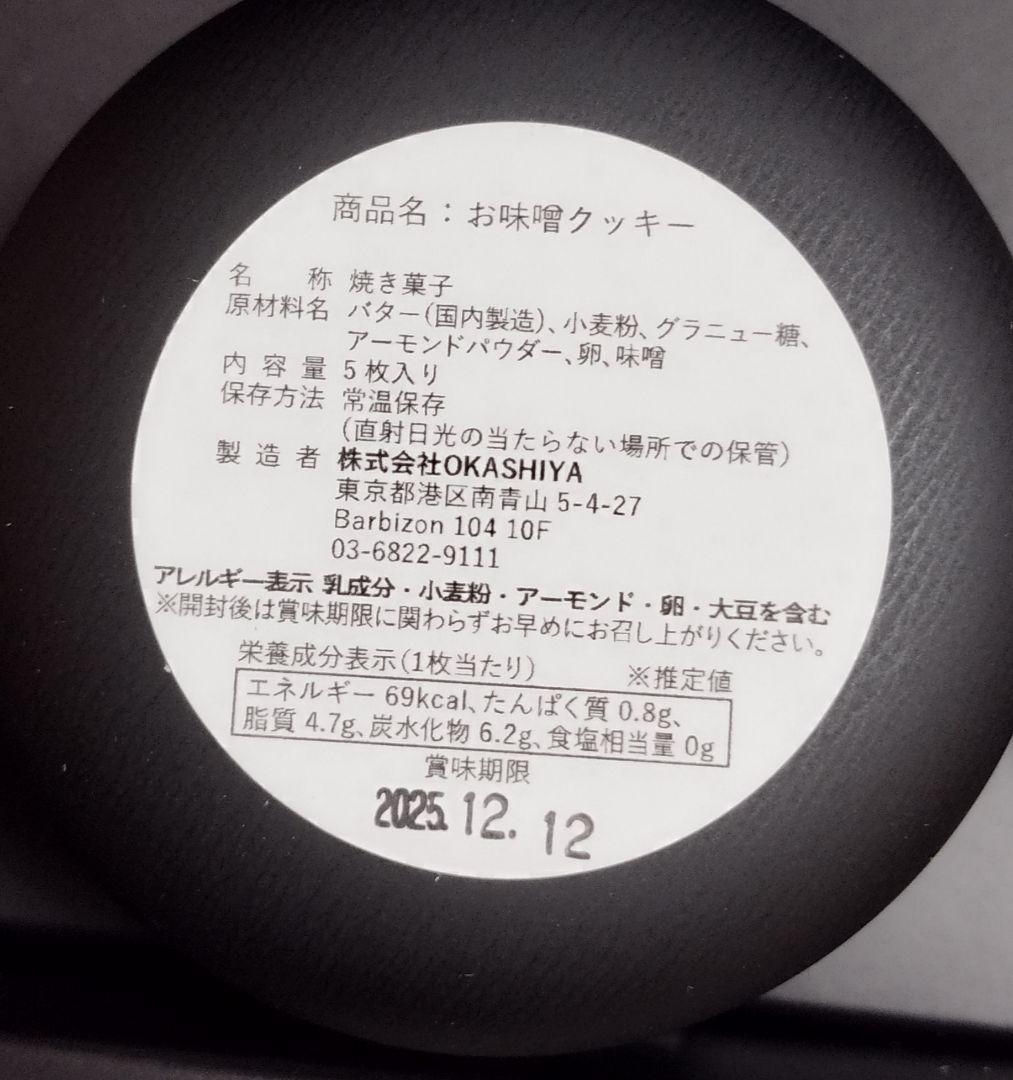 商品名：お味噌クッキー
名称 焼き菓子
原材料名 バター(国内製造)、小麦粉、グラニュー糖、
アーモンドパウダー、卵、味噌
内容量 5枚入り
保存方法 常温保存
(直射日光の当たらない場所での保管)
製造者 株式会社OKASHIYA
東京都港区南青山 5-4-27
Barbizon 104 10F
03-6822-9111
アレルギー表示 乳成分・小麦粉・アーモンド・卵・大豆を含む
※開封後は賞味期限に関わらずお早めにお召し上がりください。
栄養成分表示(1枚当たり) ※推定値
エネルギー 69kcal、たんぱく質 0.8g、
脂質 4.7g、炭水化物 6.2g、食塩相当量 0g
賞味期限
2025.12.12